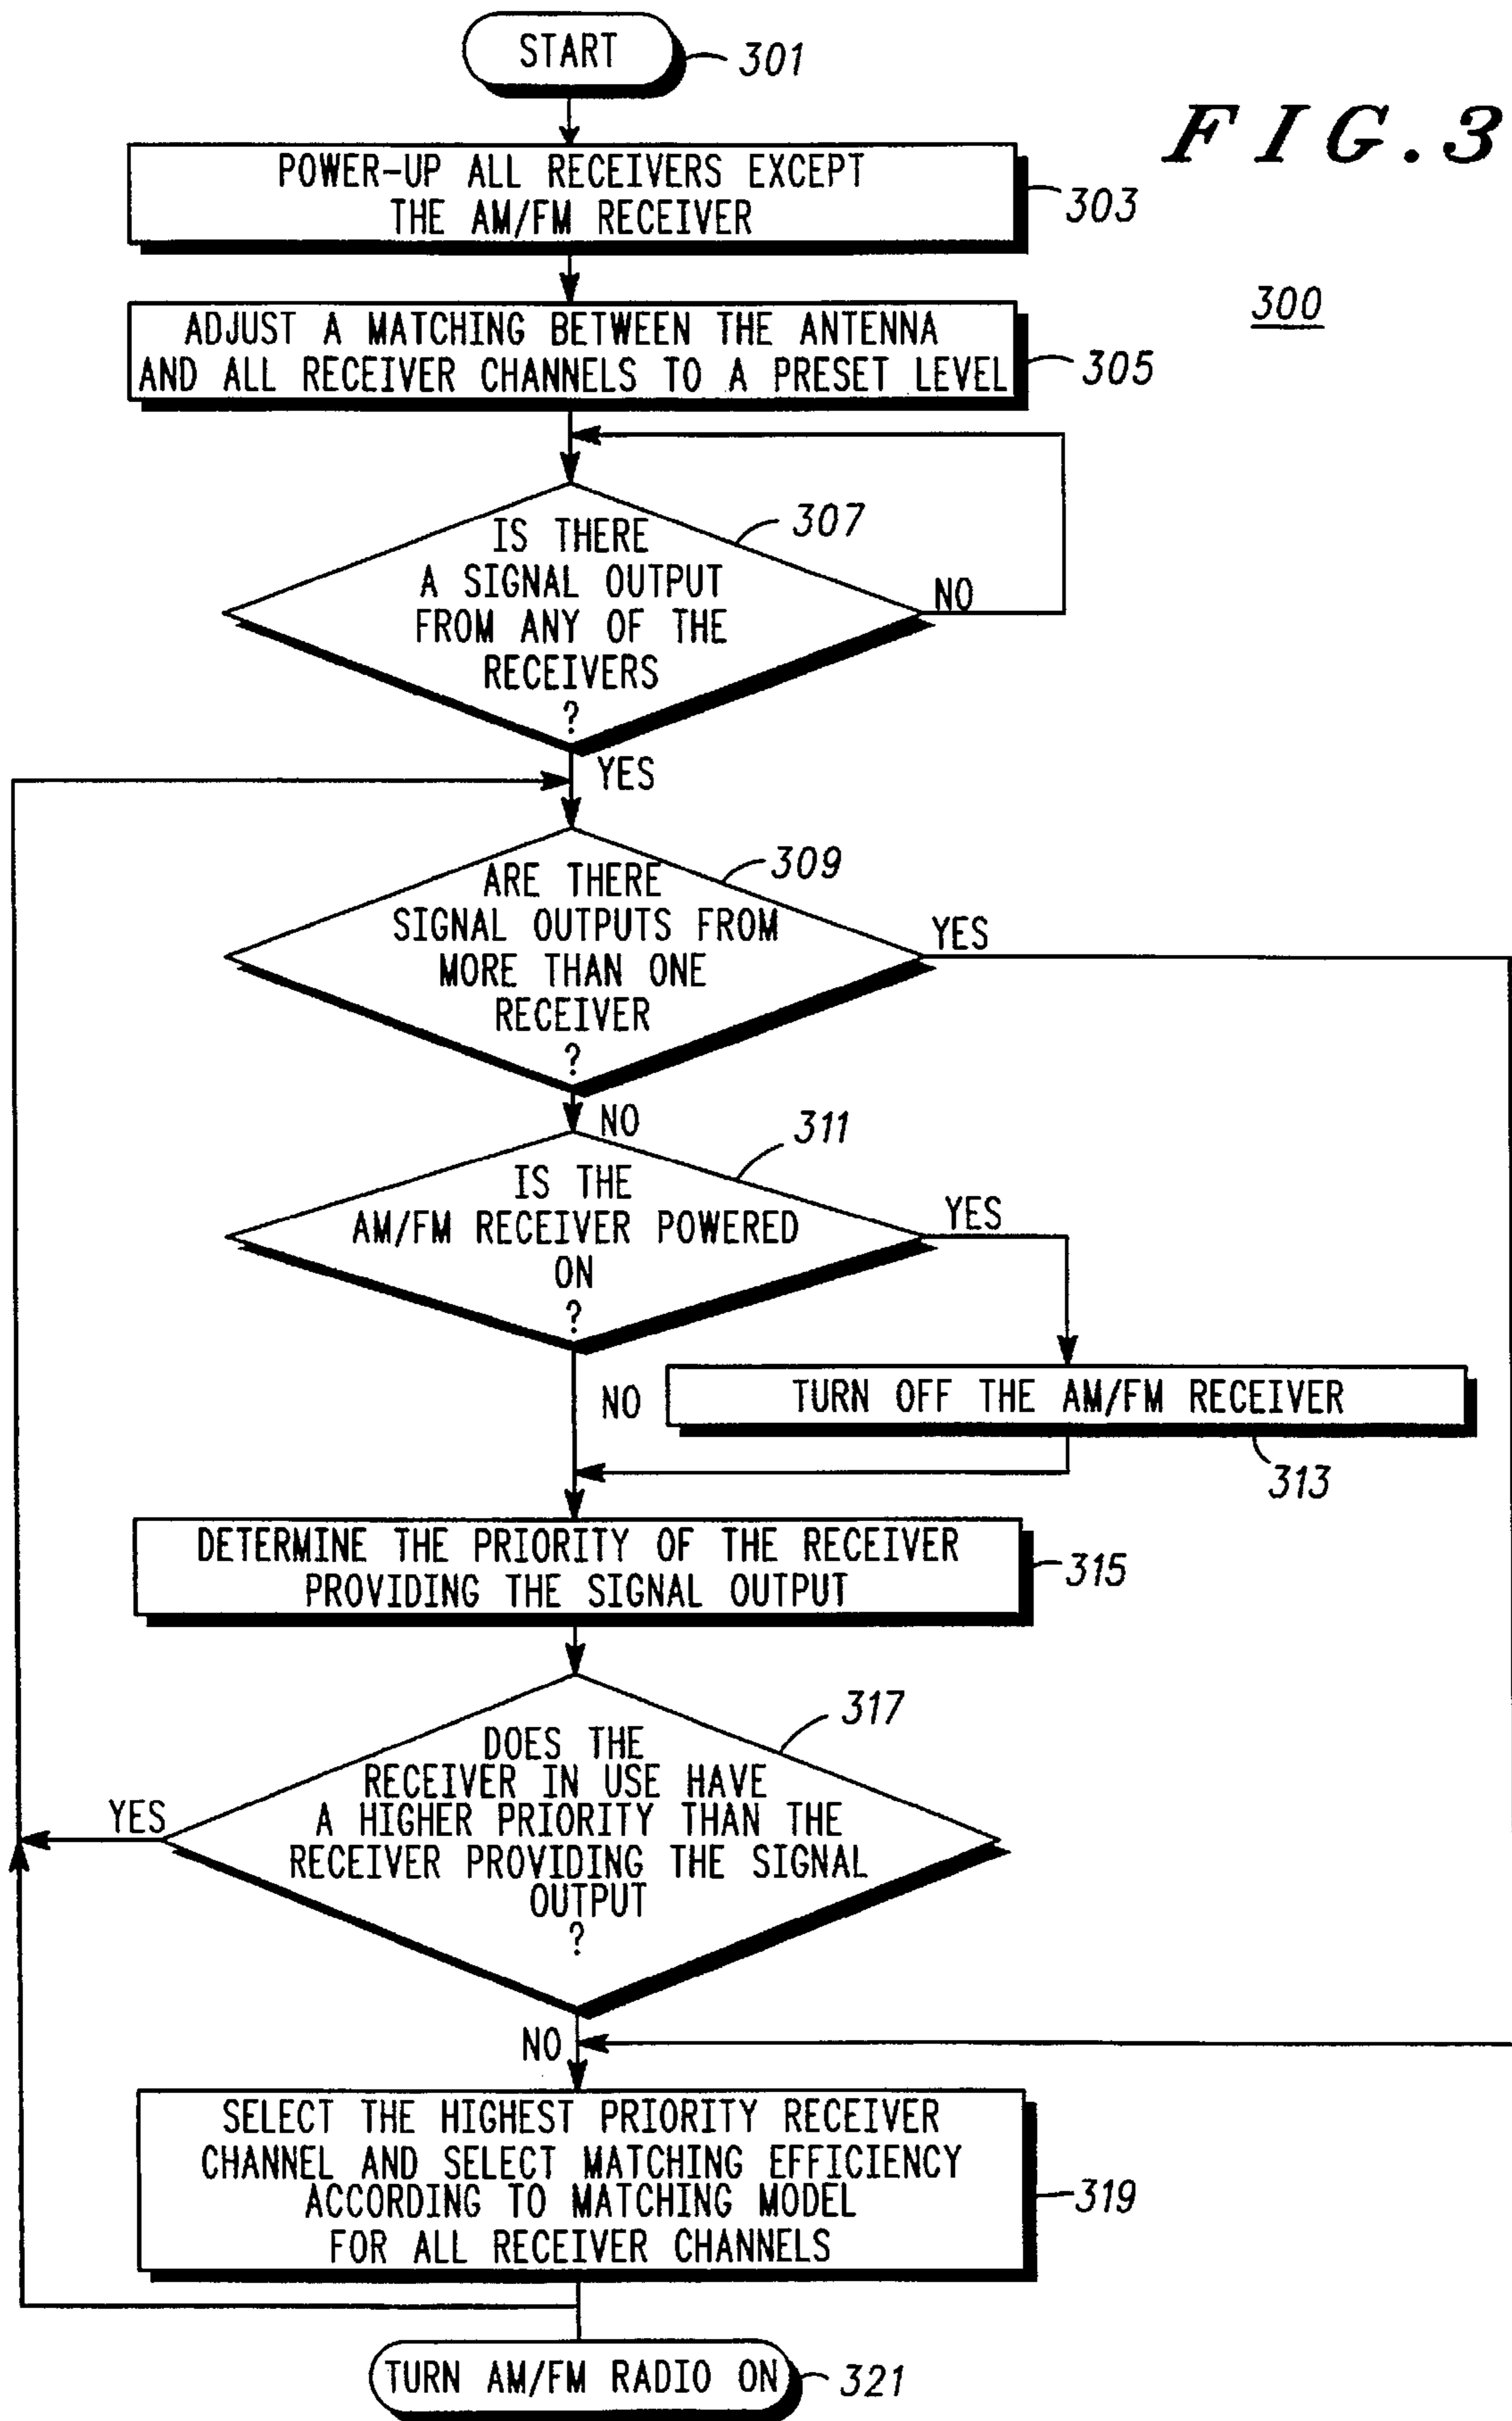 START
301
FIG.3
POWER-UP ALL RECEIVERS EXCEPT
THE AM/FM RECEIVER
303
300
ADJUST A MATCHING BETWEEN THE ANTENNA
AND ALL RECEIVER CHANNELS TO A PRESET LEVEL
305
307
IS THERE
A SIGNAL OUTPUT
FROM ANY OF THE
RECEIVERS
?
NO
YES
309
ARE THERE
SIGNAL OUTPUTS FROM
MORE THAN ONE
RECEIVER
?
YES
NO
311
IS THE
AM/FM RECEIVER POWERED
ON
?
YES
NO
TURN OFF THE AM/FM RECEIVER
313
DETERMINE THE PRIORITY OF THE RECEIVER
PROVIDING THE SIGNAL OUTPUT
315
317
DOES THE
RECEIVER IN USE HAVE
A HIGHER PRIORITY THAN THE
RECEIVER PROVIDING THE SIGNAL
OUTPUT
?
YES
NO
SELECT THE HIGHEST PRIORITY RECEIVER
CHANNEL AND SELECT MATCHING EFFICIENCY
ACCORDING TO MATCHING MODEL
FOR ALL RECEIVER CHANNELS
319
TURN AM/FM RADIO ON
321